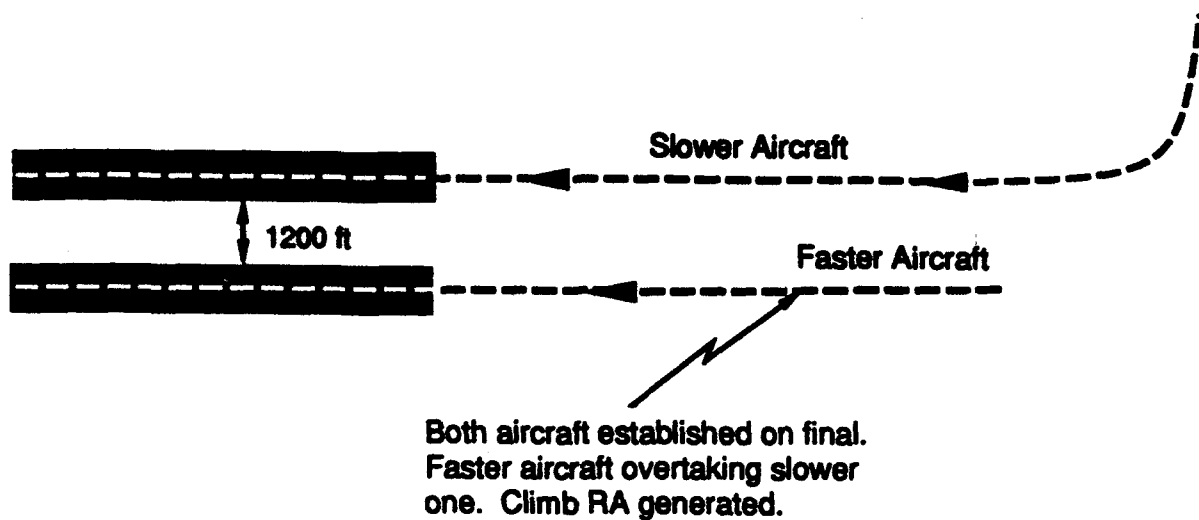 Slower Aircraft
1200 ft
Faster Aircraft
Both aircraft established on final.
Faster aircraft overtaking slower
one. Climb RA generated.